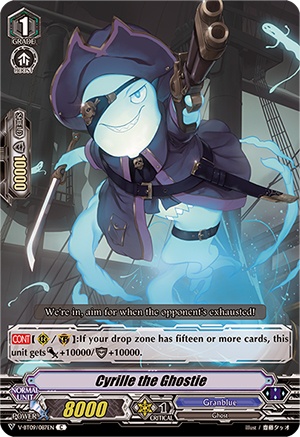 1
GRADE
BOOST
SHIELD
10000
We're in, aim for when the opponent's exhausted!
Cyrille the Ghostie
CONT [ / ]:If your drop zone has fifteen or more cards, this
unit gets +10000/ +10000.
NORMAL
UNIT
Granblue
Ghost
POWER 8000 1
CRITICAL
V-BT09/087EN C
Illust /